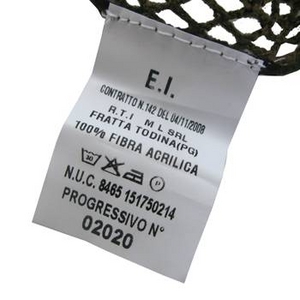 E.I.
CONTRATTO N.142 DEL 04/11/2008
R.T.I M L SRL
FRATTA TODINA(PG)
100% FIBRA ACRILICA
N.U.C. 8465 151750214
PROGRESSIVO N°
02020